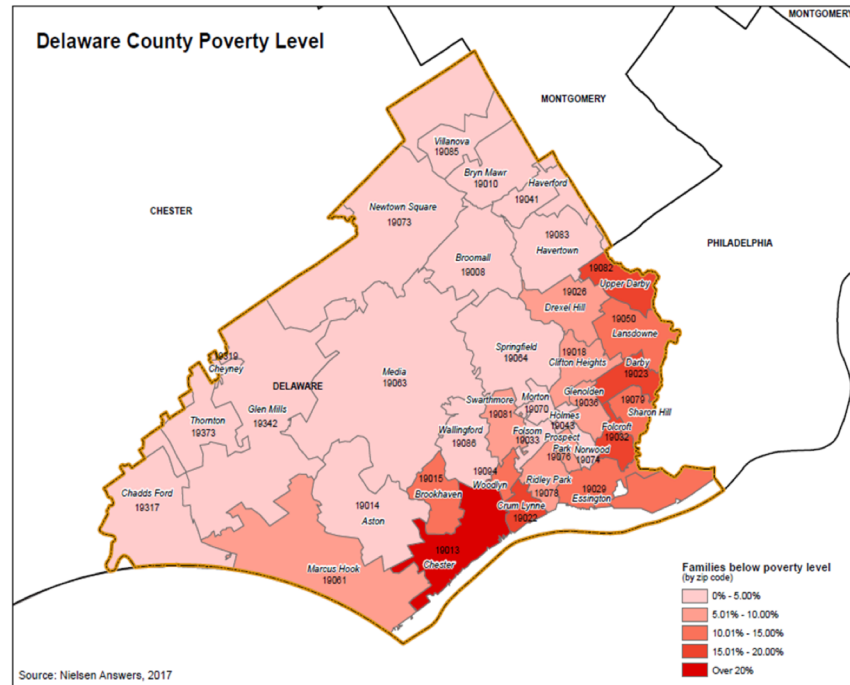 MONTGOMERY
Delaware County Poverty Level
MONTGOMERY
Villanova
19085
Bryn Mawr
19010
Haverford
19041
CHESTER
Newtown Square
19073
19083
Havertown
PHILADELPHIA
Broomall
19008
19082
Upper Darby
19026
Drexel Hill
19050
Lansdowne
Springfield
19064
19018
Clifton Heights
19319
Cheyney
Darby
19023
Media
19063
DELAWARE
Swarthmore
19081
Morton
19070
Glenolden
19036
19079
Sharon Hill
Glen Mills
19342
Thornton
19373
Holmes
19043
Wallingford
19086
Folsom
19033
Prospect
Park
19076
Norwood
19074
Folcroft
19032
19094
Woodlyn
19015
Brookhaven
Ridley Park
19078
19029
Essington
Chadds Ford
19317
19014
Aston
Crum Lynne
19022
19013
Chester
Marcus Hook
19061
Families below poverty level
(by zip code)
0% - 5.00%
5.01% - 10.00%
10.01% - 15.00%
15.01% - 20.00%
Over 20%
Source: Nielsen Answers, 2017